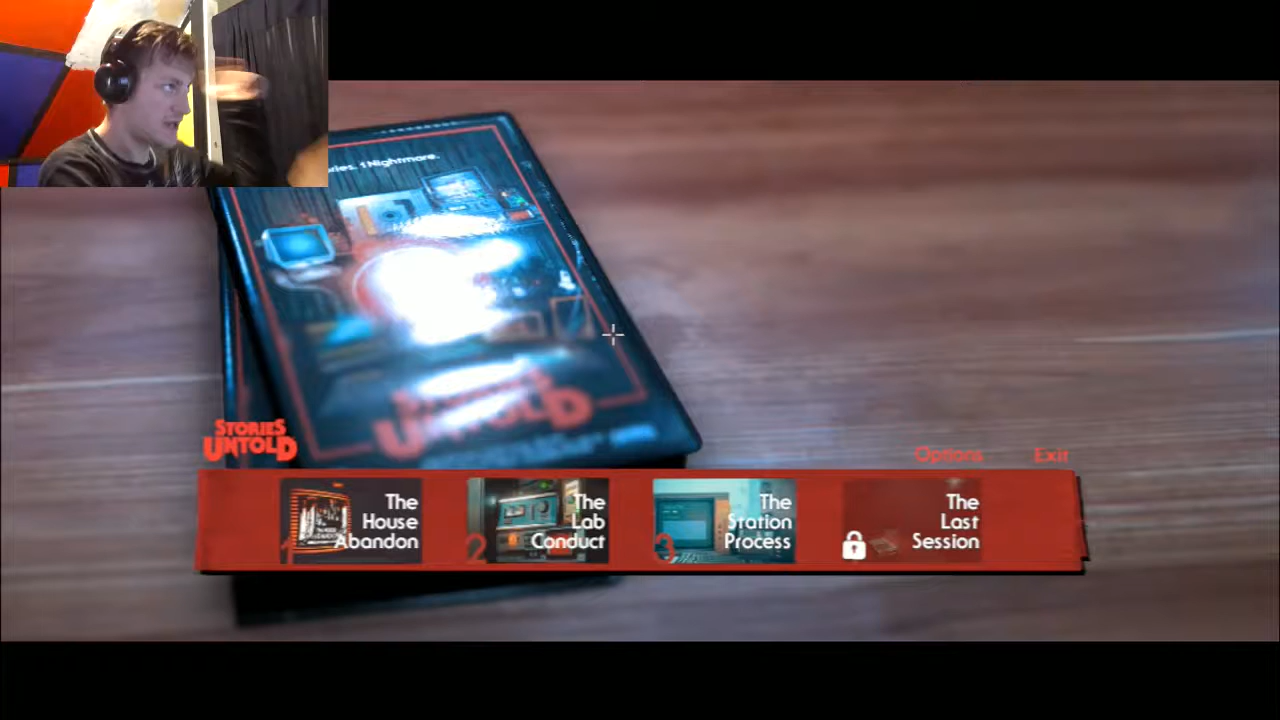 ries. 1 Nightmare.
UNTOLD
STORIES
UNTOLD
Options
Exit
The
House
Abandon
2
The
Lab
Conduct
3
The
Station
Process
The
Last
Session